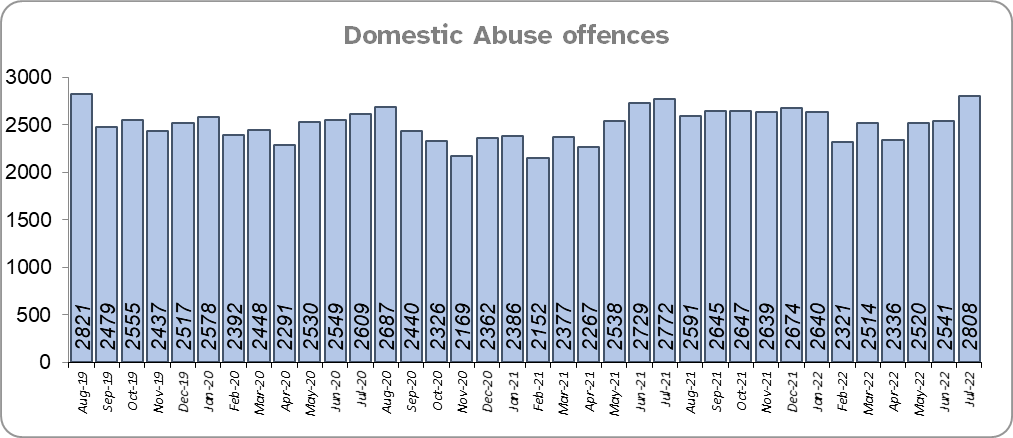 Domestic Abuse offences
3000
2500
2000
1500
1000
500
0
2821
2479
2555
2437
2517
2578
2392
2448
2291
2530
2549
2609
2687
2440
2326
2169
2362
2386
2152
2377
2267
2538
2729
2772
2591
2645
2647
2639
2674
2640
2321
2514
2336
2520
2541
2808
Aug-19
Sep-19
Oct-19
Nov-19
Dec-19
Jan-20
Feb-20
Mar-20
Apr-20
May-20
Jun-20
Jul-20
Aug-20
Sep-20
Oct-20
Nov-20
Dec-20
Jan-21
Feb-21
Mar-21
Apr-21
May-21
Jun-21
Jul-21
Aug-21
Sep-21
Oct-21
Nov-21
Dec-21
Jan-22
Feb-22
Mar-22
Apr-22
May-22
Jun-22
Jul-22